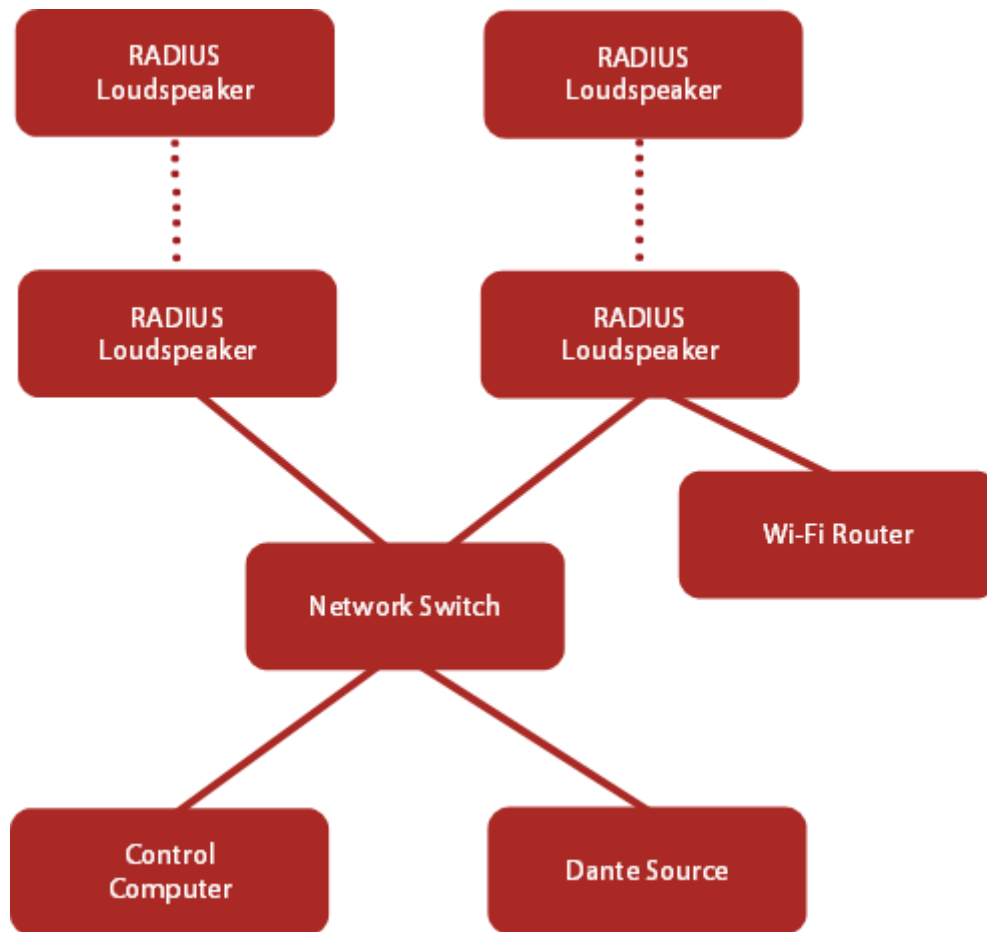 RADIUS
Loudspeaker
RADIUS
Loudspeaker
RADIUS
Loudspeaker
RADIUS
Loudspeaker
Wi-Fi Router
Network Switch
Control
Computer
Dante Source